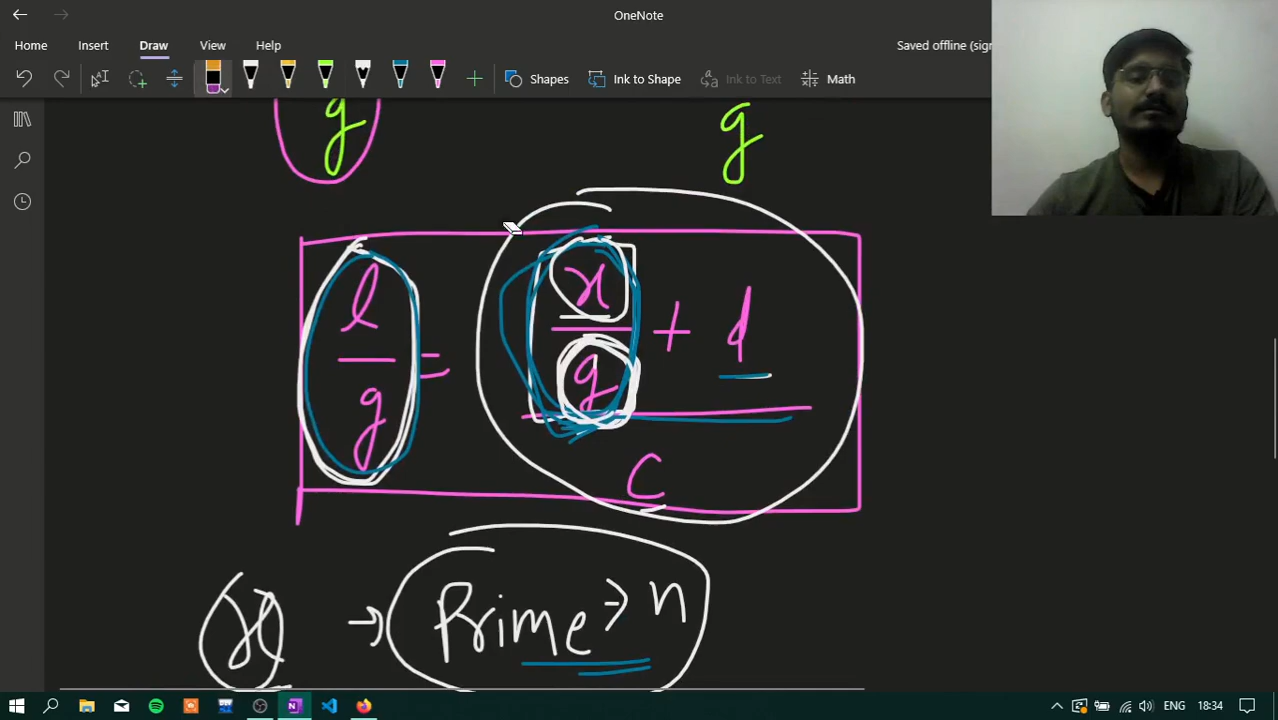 OneNote
Home Insert Draw View Help
Saved offline (sign
Shapes Ink to Shape Ink to Text Math
g
g
l/g = (x/g + d)/c
x → Prime => n
ENG 18:34